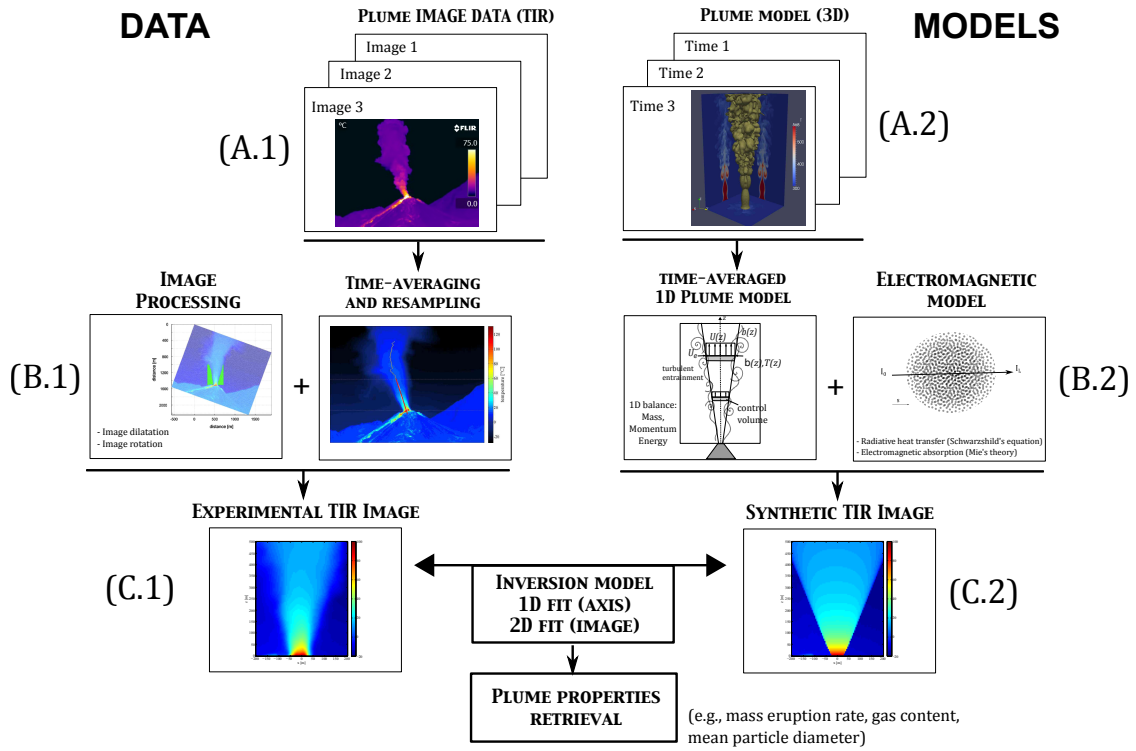 DATA
MODELS
Plume IMAGE DATA (TIR)
Image 1
Image 2
Image 3
°C
FLIR
75.0
0.0
(A.1)
Plume model (3D)
Time 1
Time 2
Time 3
(A.2)
Image
Processing
distance [m]
distance [m]
- Image dilatation
- Image rotation
(B.1)
+
Time-averaging
and resampling
time-averaged
1D Plume model
z
U(z)
b(z)
b(z),T(z)
turbulent
entrainment
1D balance:
Mass,
Momentum
Energy
control
volume
+
Electromagnetic
model
- Radiative heat transfer (Schwarzshild's equation)
- Electromagnetic absorption (Mie's theory)
(B.2)
Experimental TIR Image
(C.1)
Synthetic TIR Image
(C.2)
Inversion model
1D fit (axis)
2D fit (image)
Plume properties
retrieval
(e.g., mass eruption rate, gas content,
mean particle diameter)